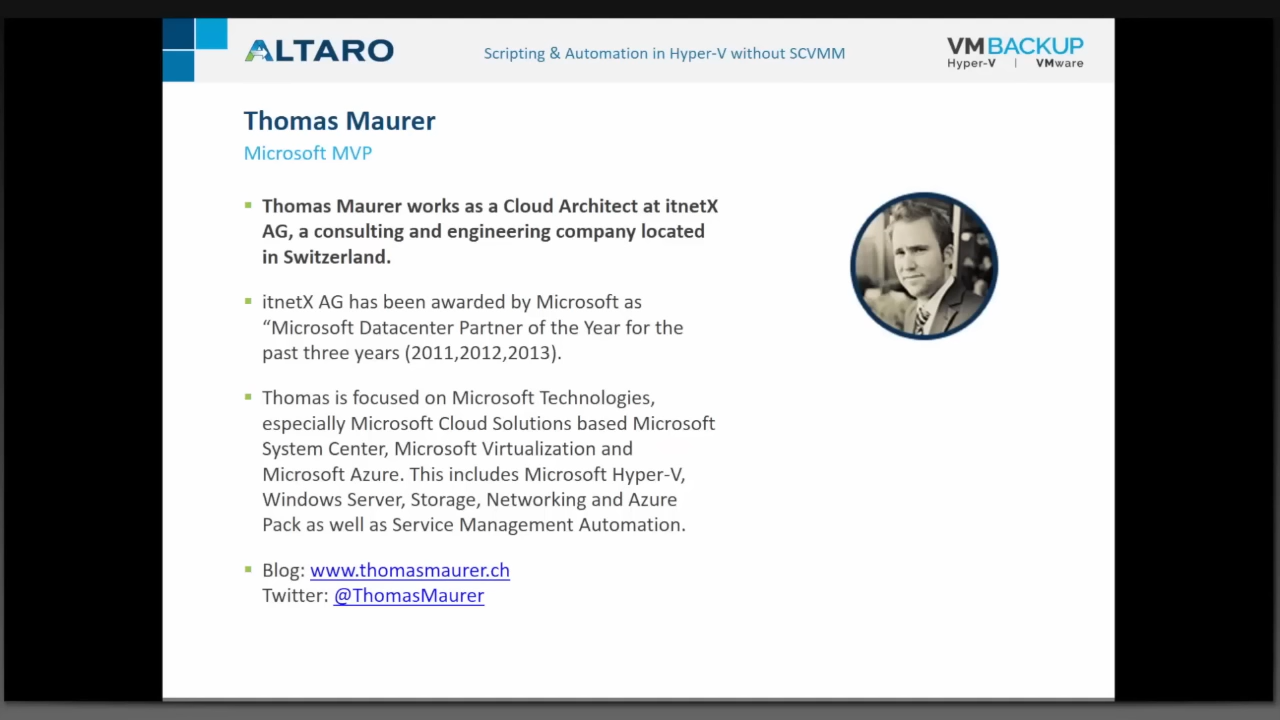 ALTARO
Scripting & Automation in Hyper-V without SCVMM
VMBACKUP
Hyper-V | VMware
Thomas Maurer
Microsoft MVP
Thomas Maurer works as a Cloud Architect at itnetX
AG, a consulting and engineering company located
in Switzerland.
itnetX AG has been awarded by Microsoft as
“Microsoft Datacenter Partner of the Year for the
past three years (2011,2012,2013).
Thomas is focused on Microsoft Technologies,
especially Microsoft Cloud Solutions based Microsoft
System Center, Microsoft Virtualization and
Microsoft Azure. This includes Microsoft Hyper-V,
Windows Server, Storage, Networking and Azure
Pack as well as Service Management Automation.
Blog: www.thomasmaurer.ch
Twitter: @ThomasMaurer